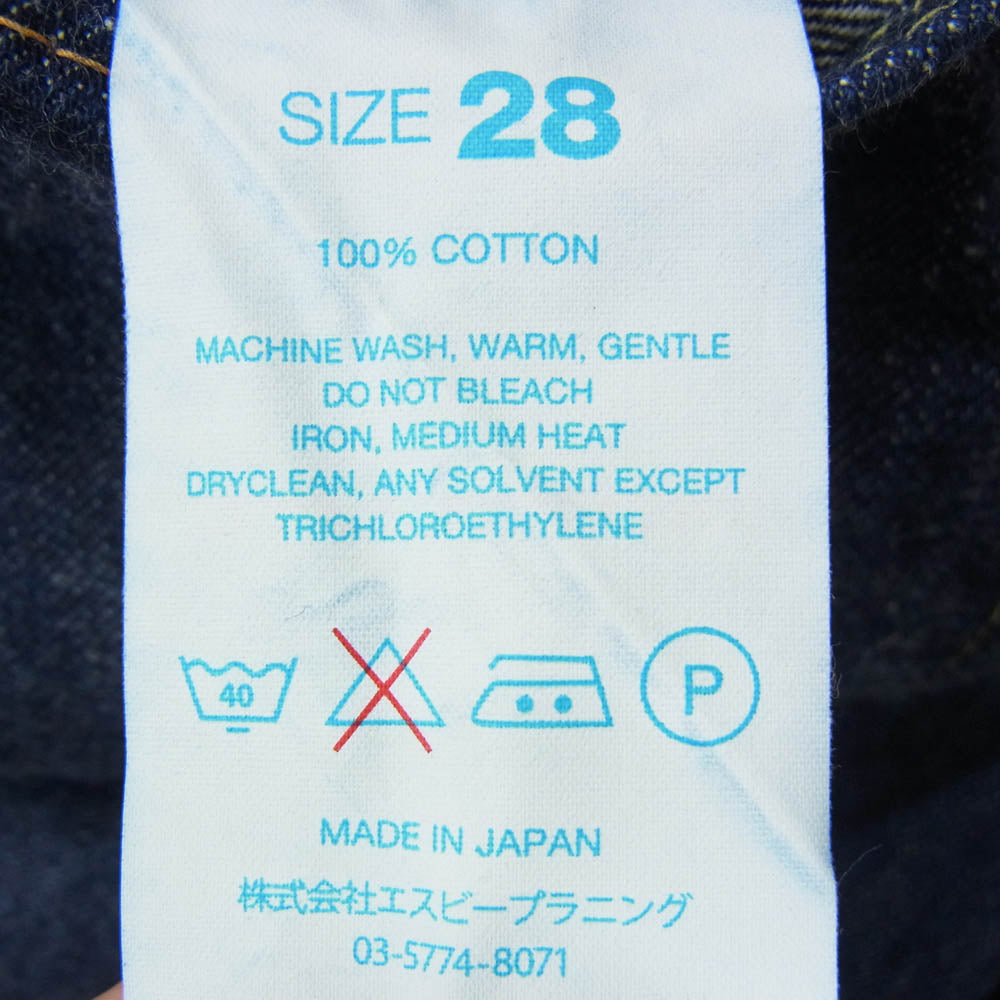 SIZE 28
100% COTTON
MACHINE WASH, WARM, GENTLE
DO NOT BLEACH
IRON, MEDIUM HEAT
DRYCLEAN, ANY SOLVENT EXCEPT
TRICHLOROETHYLENE
40 P
MADE IN JAPAN
株式会社エスビープラニング
03-5774-8071